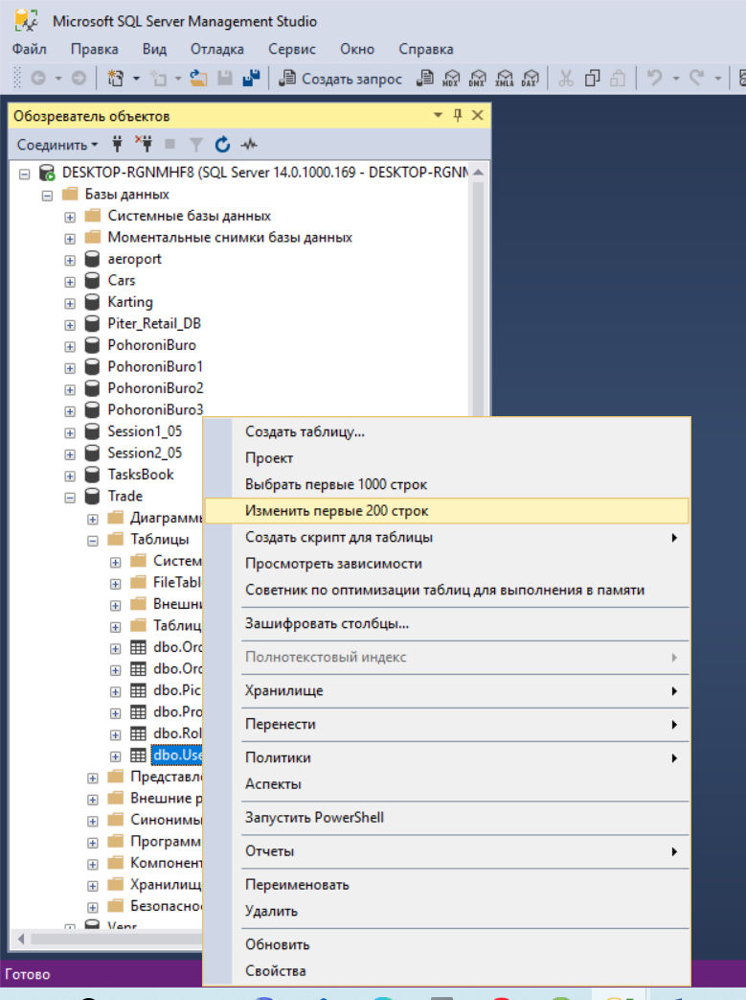 Microsoft SQL Server Management Studio
Файл Правка Вид Отладка Сервис Окно Справка
Создать запрос MDX DMX XMLA DAX
Обозреватель объектов
Соединить
DESKTOP-RGNMHF8 (SQL Server 14.0.1000.169 - DESKTOP-RGNM
Базы данных
Системные базы данных
Моментальные снимки базы данных
aeroport
Cars
Karting
Piter_Retail_DB
PohoroniBuro
PohoroniBuro1
PohoroniBuro2
PohoroniBuro3
Session1_05
Session2_05
TasksBook
Trade
Диаграммы
Таблицы
Систем
FileTabl
Внешни
Таблиц
dbo.Ord
dbo.Ord
dbo.Pic
dbo.Pro
dbo.Rol
dbo.Use
Представл
Внешние р
Синонимы
Программ
Компонент
Хранилищ
Безопасно
Создать таблицу...
Проект
Выбрать первые 1000 строк
Изменить первые 200 строк
Создать скрипт для таблицы
Просмотреть зависимости
Советник по оптимизации таблиц для выполнения в памяти
Зашифровать столбцы...
Полнотекстовый индекс
Хранилище
Перенести
Политики
Аспекты
Запустить PowerShell
Отчеты
Переименовать
Удалить
Обновить
Свойства
Готово